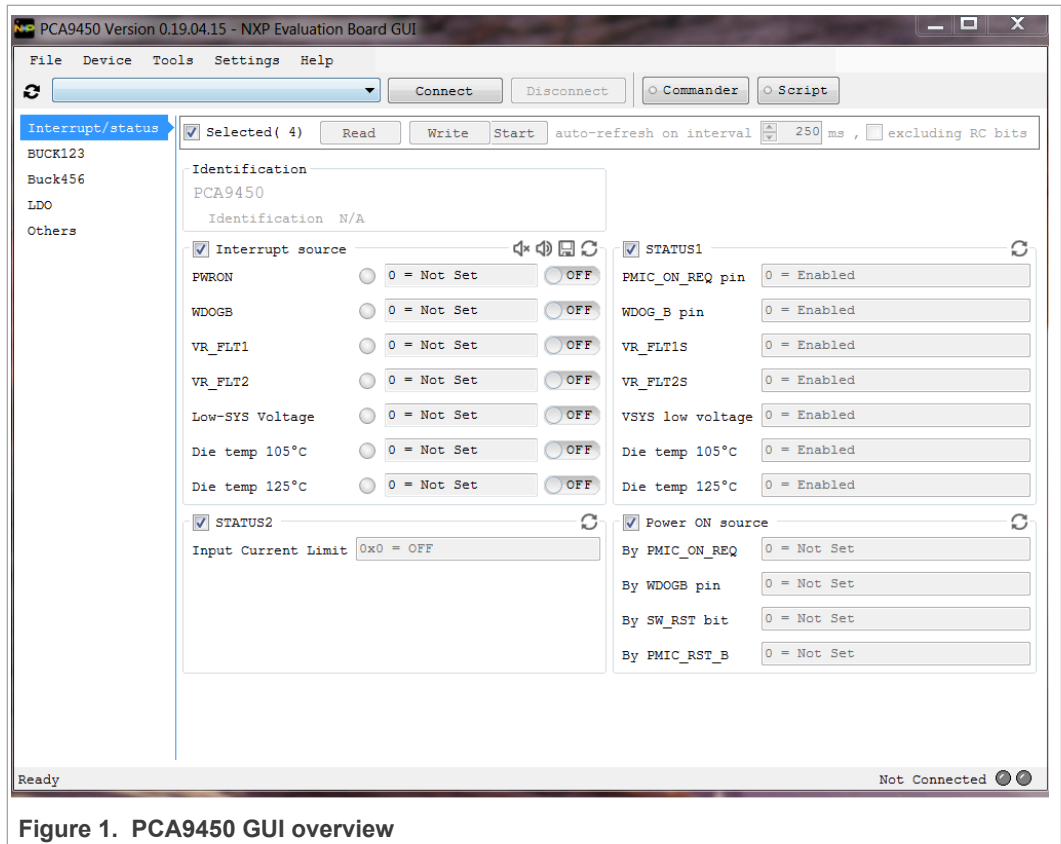 NXP PCA9450 Version 0.19.04.15 - NXP Evaluation Board GUI
File Device Tools Settings Help
Connect Disconnect Commander Script
Interrupt/status
BUCK123
Buck456
LDO
Others
Selected( 4) Read Write Start auto-refresh on interval 250 ms , excluding RC bits
Identification
PCA9450
Identification N/A
Interrupt source
PWRON 0 = Not Set OFF
WDOGB 0 = Not Set OFF
VR_FLT1 0 = Not Set OFF
VR_FLT2 0 = Not Set OFF
Low-SYS Voltage 0 = Not Set OFF
Die temp 105°C 0 = Not Set OFF
Die temp 125°C 0 = Not Set OFF
STATUS1
PMIC_ON_REQ pin 0 = Enabled
WDOG_B pin 0 = Enabled
VR_FLT1S 0 = Enabled
VR_FLT2S 0 = Enabled
VSYS low voltage 0 = Enabled
Die temp 105°C 0 = Enabled
Die temp 125°C 0 = Enabled
STATUS2
Input Current Limit 0x0 = OFF
Power ON source
By PMIC_ON_REQ 0 = Not Set
By WDOGB pin 0 = Not Set
By SW_RST bit 0 = Not Set
By PMIC_RST_B 0 = Not Set
Ready Not Connected
Figure 1. PCA9450 GUI overview